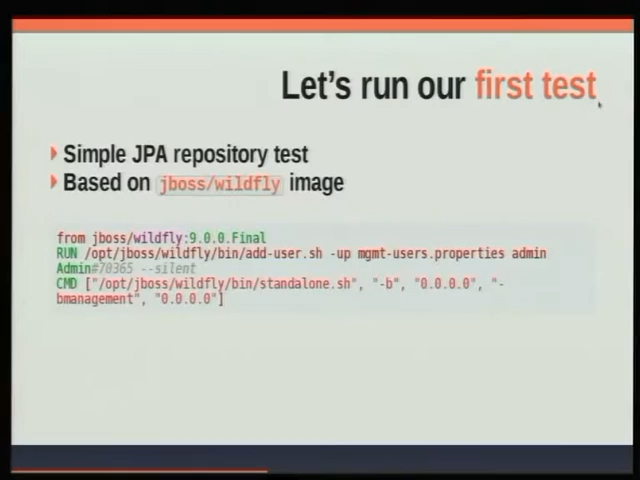 Let's run our first test
Simple JPA repository test
Based on jboss/wildfly image
from jboss/wildfly:9.0.0.Final
RUN /opt/jboss/wildfly/bin/add-user.sh -up mgmt-users.properties admin
Admin#70365 --silent
CMD ["/opt/jboss/wildfly/bin/standalone.sh", "-b", "0.0.0.0", "-
bmanagement", "0.0.0.0"]